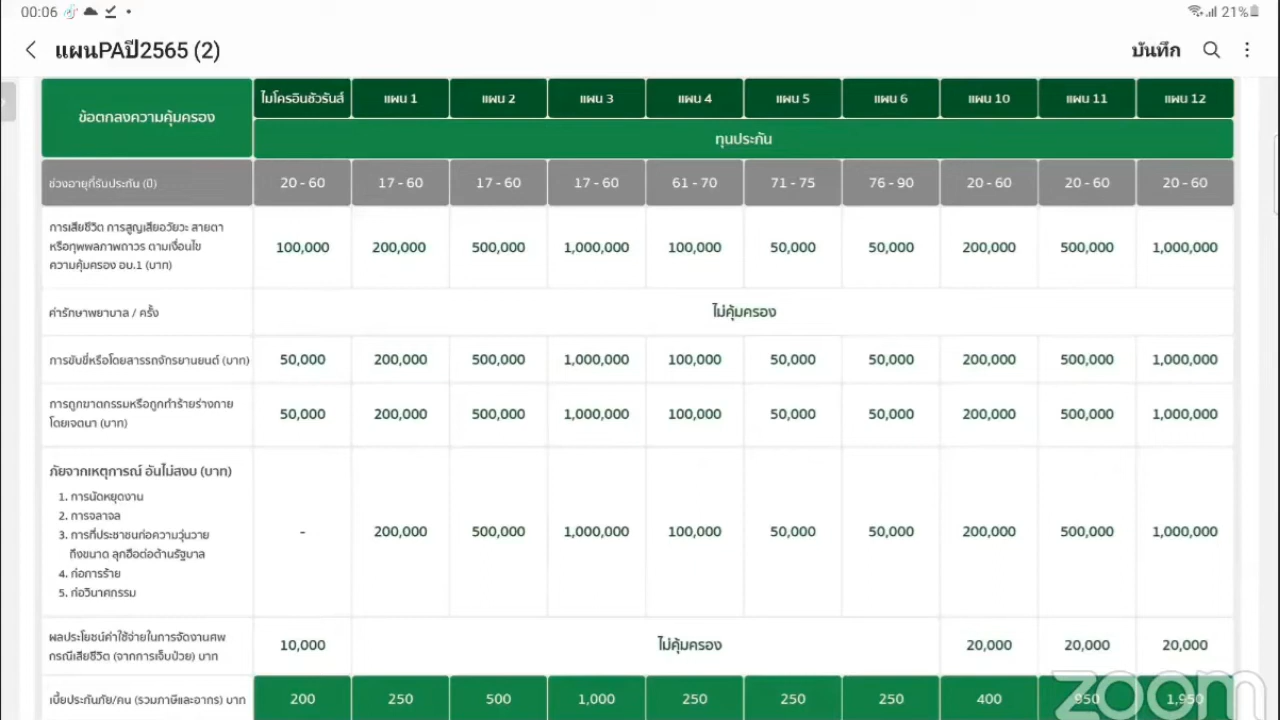 00:06
21%
แผนPAปี2565 (2)
บันทึก
ข้อตกลงความคุ้มครอง
ไมโครอินชัวรันส์ แผน 1 แผน 2 แผน 3 แผน 4 แผน 5 แผน 6 แผน 10 แผน 11 แผน 12
ทุนประกัน
ช่วงอายุที่รับประกัน (ปี) 20 - 60 17 - 60 17 - 60 17 - 60 61 - 70 71 - 75 76 - 90 20 - 60 20 - 60 20 - 60
การเสียชีวิต การสูญเสียอวัยวะ สายตา
หรือทุพพลภาพถาวร ตามเงื่อนไข
ความคุ้มครอง อบ.1 (บาท)
100,000 200,000 500,000 1,000,000 100,000 50,000 50,000 200,000 500,000 1,000,000
ค่ารักษาพยาบาล / ครั้ง ไม่คุ้มครอง
การขับขี่หรือโดยสารรถจักรยานยนต์ (บาท) 50,000 200,000 500,000 1,000,000 100,000 50,000 50,000 200,000 500,000 1,000,000
การถูกฆาตกรรมหรือถูกทำร้ายร่างกาย
โดยเจตนา (บาท)
50,000 200,000 500,000 1,000,000 100,000 50,000 50,000 200,000 500,000 1,000,000
ภัยจากเหตุการณ์ อันไม่สงบ (บาท)
1. การนัดหยุดงาน
2. การจลาจล
3. การที่ประชาชนก่อความวุ่นวาย
ถึงขนาด ลุกฮือต่อต้านรัฐบาล
4. ก่อการร้าย
5. ก่อวินาศกรรม
- 200,000 500,000 1,000,000 100,000 50,000 50,000 200,000 500,000 1,000,000
ผลประโยชน์ค่าใช้จ่ายในการจัดงานศพ
กรณีเสียชีวิต (จากการเจ็บป่วย) บาท
10,000 ไม่คุ้มครอง 20,000 20,000 20,000
เบี้ยประกันภัย/คน (รวมภาษีและอากร) บาท 200 250 500 1,000 250 250 250 400 950 1,950
zoom